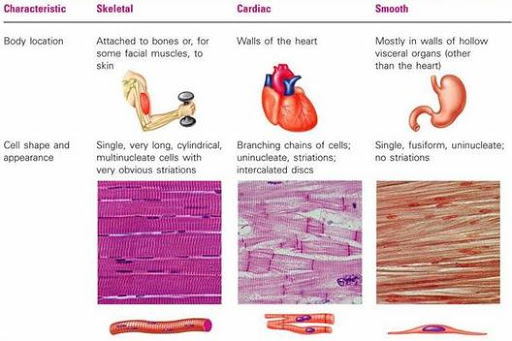 Characteristic Skeletal Cardiac Smooth
Body location
Attached to bones or, for
some facial muscles, to
skin
Walls of the heart
Mostly in walls of hollow
visceral organs (other
than the heart)
Cell shape and
appearance
Single, very long, cylindrical,
multinucleate cells with
very obvious striations
Branching chains of cells;
uninucleate, striations;
intercalated discs
Single, fusiform, uninucleate;
no striations